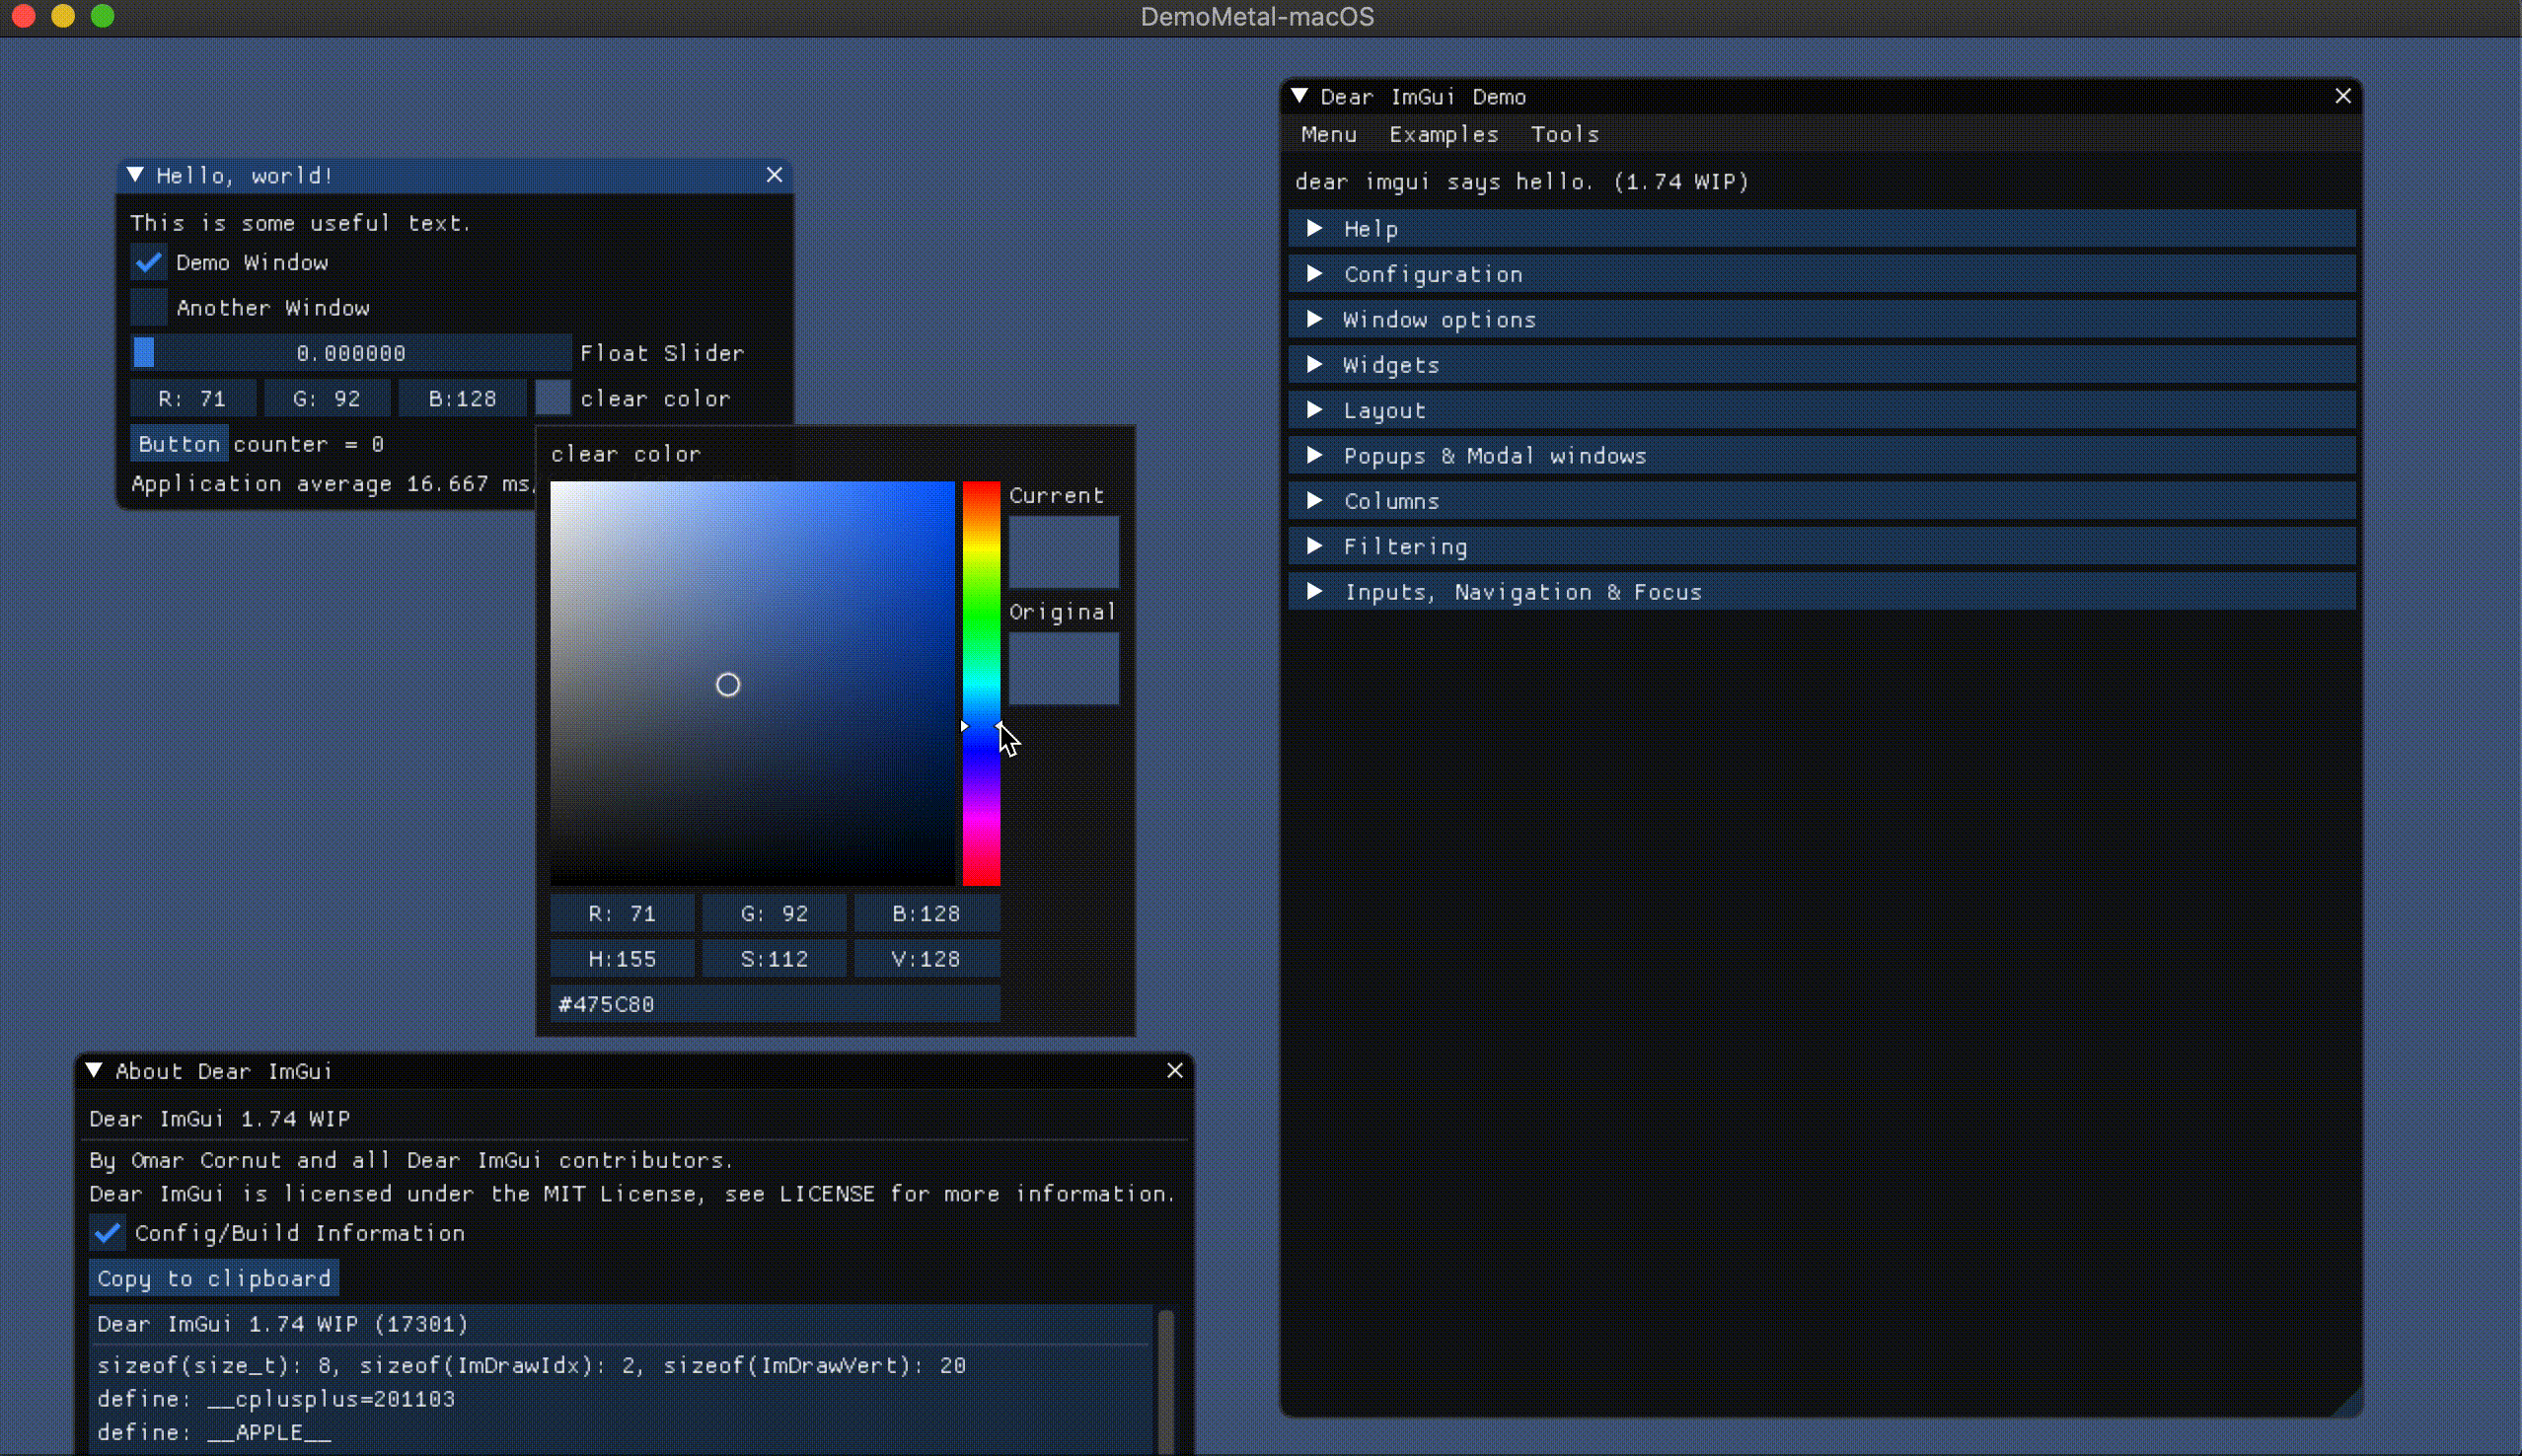 DemoMetal-macOS
Hello, world!
This is some useful text.
Demo Window
Another Window
0.000000 Float Slider
R: 71 G: 92 B:128 clear color
Button counter = 0
Application average 16.667 ms/
clear color
Current
Original
R: 71 G: 92 B:128
H:155 S:112 V:128
#475C80
About Dear ImGui
Dear ImGui 1.74 WIP
By Omar Cornut and all Dear ImGui contributors.
Dear ImGui is licensed under the MIT License, see LICENSE for more information.
Config/Build Information
Copy to clipboard
Dear ImGui 1.74 WIP (17301)
sizeof(size_t): 8, sizeof(ImDrawIdx): 2, sizeof(ImDrawVert): 20
define: __cplusplus=201103
define: __APPLE__
Dear ImGui Demo
Menu Examples Tools
dear imgui says hello. (1.74 WIP)
Help
Configuration
Window options
Widgets
Layout
Popups & Modal windows
Columns
Filtering
Inputs, Navigation & Focus